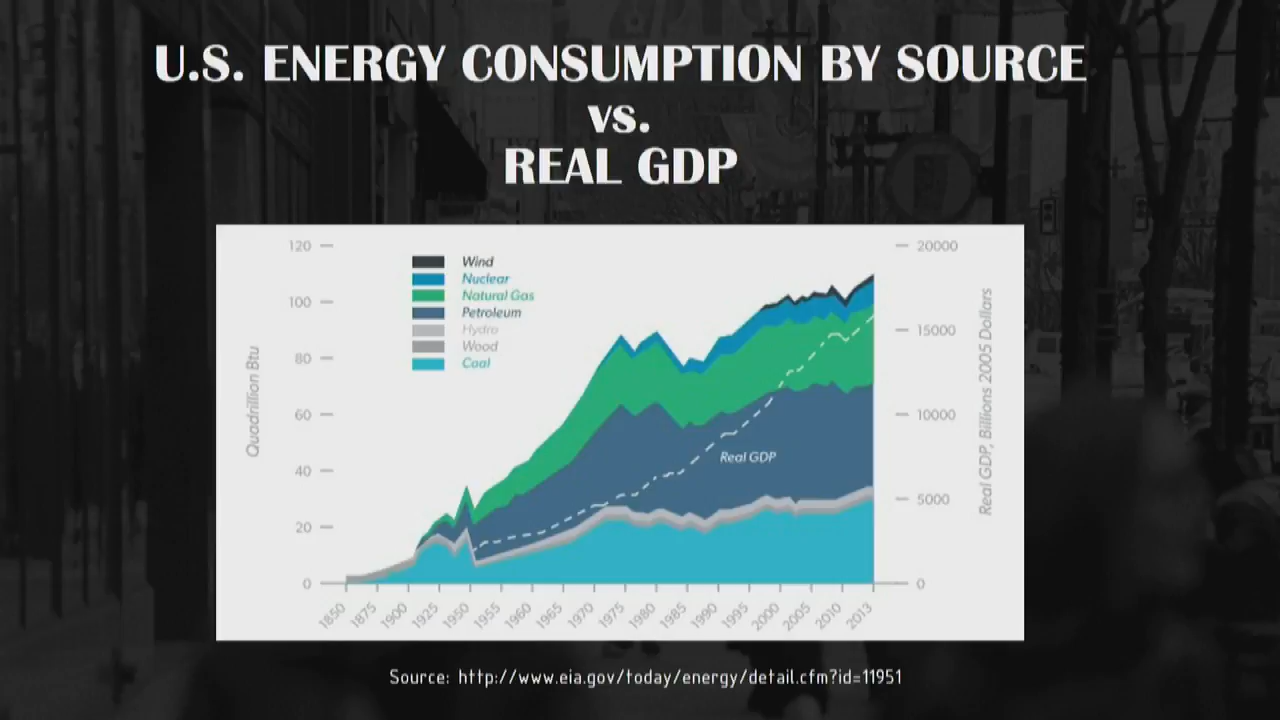 U.S. ENERGY CONSUMPTION BY SOURCE
vs.
REAL GDP
120
100
80
60
40
20
0
Quadrillion Btu
Wind
Nuclear
Natural Gas
Petroleum
Hydro
Wood
Coal
Real GDP
20000
15000
10000
5000
0
Real GDP, Billions 2005 Dollars
1850 1875 1900 1925 1950 1955 1960 1965 1970 1975 1980 1985 1990 1995 2000 2005 2010 2013
Source: http://www.eia.gov/today/energy/detail.cfm?id=11951